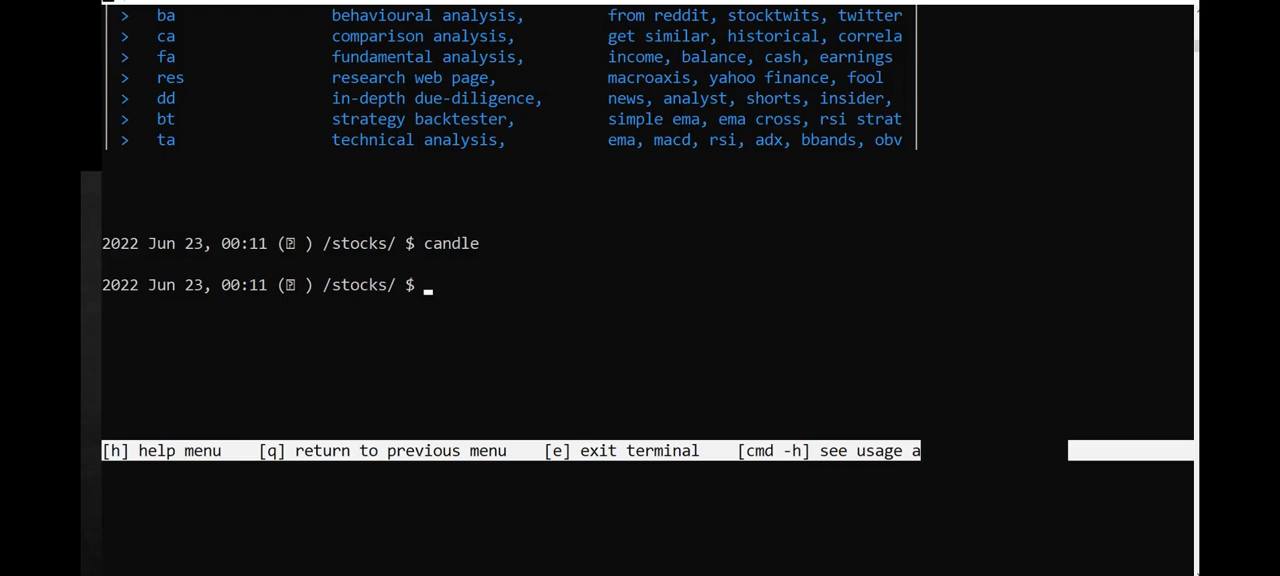 > ba behavioural analysis, from reddit, stocktwits, twitter
> ca comparison analysis, get similar, historical, correla
> fa fundamental analysis, income, balance, cash, earnings
> res research web page, macroaxis, yahoo finance, fool
> dd in-depth due-diligence, news, analyst, shorts, insider,
> bt strategy backtester, simple ema, ema cross, rsi strat
> ta technical analysis, ema, macd, rsi, adx, bbands, obv
2022 Jun 23, 00:11 (⍰ ) /stocks/ $ candle
2022 Jun 23, 00:11 (⍰ ) /stocks/ $ _
[h] help menu [q] return to previous menu [e] exit terminal [cmd -h] see usage a